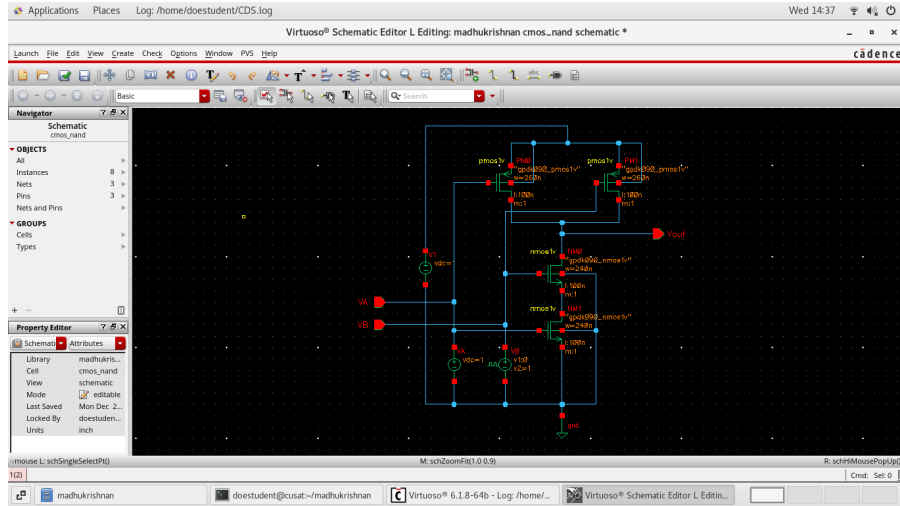 Applications Places Log: /home/doestudent/CDS.log Wed 14:37
Virtuoso® Schematic Editor L Editing: madhukrishnan cmos_nand schematic *
Launch File Edit View Create Check Options Window PVS Help cādence
Basic Search
Navigator
Schematic
cmos_nand
OBJECTS
All
Instances 8
Nets 3
Pins 3
Nets and Pins
GROUPS
Cells
Types
Property Editor
Schemati Attributes
Library madhukris...
Cell cmos_nand
View schematic
Mode editable
Last Saved Mon Dec 2...
Locked By doestuden...
Units inch
pmos1v PM0
"gpdk090_pmos1v"
w=260n
l:100n
m:1
pmos1v PM1
"gpdk090_pmos1v"
w=260n
l:100n
m:1
Yout
nmos1v NM0
"gpdk090_nmos1v"
w=240n
l:100n
m:1
nmos1v NM1
"gpdk090_nmos1v"
w=240n
l:100n
m:1
vdc=1
VA
VB
VA
vdc=1
VB
v1:0
v2=1
gnd
mouse L: schSingleSelectPt() M: schZoomFit(1.0 0.9) R: schHiMousePopUp()
1(2) Cmd: Sel: 0
madhukrishnan doestudent@cusat:~/madhukrishnan Virtuoso® 6.1.8-64b - Log: /home/... Virtuoso® Schematic Editor L Editin...